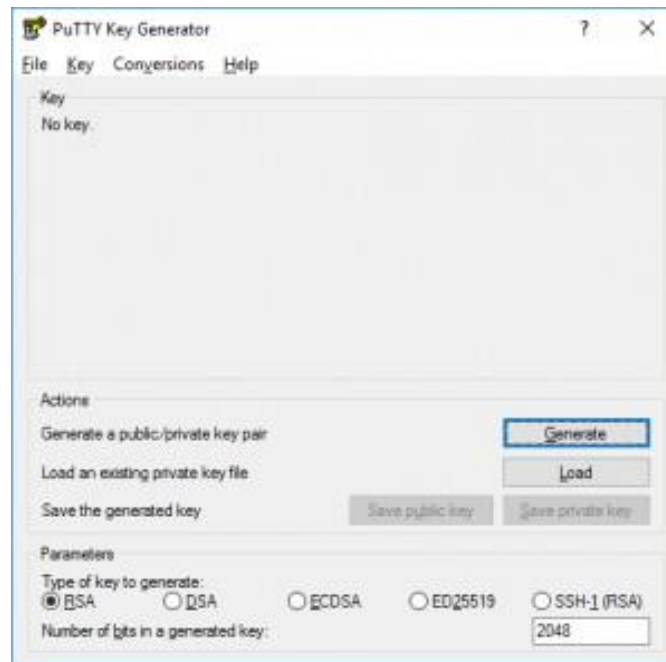 PuTTY Key Generator ? ×
File Key Conversions Help
Key
No key.
Actions
Generate a public/private key pair Generate
Load an existing private key file Load
Save the generated key Save public key Save private key
Parameters
Type of key to generate:
RSA DSA ECDSA ED25519 SSH-1 (RSA)
Number of bits in a generated key: 2048